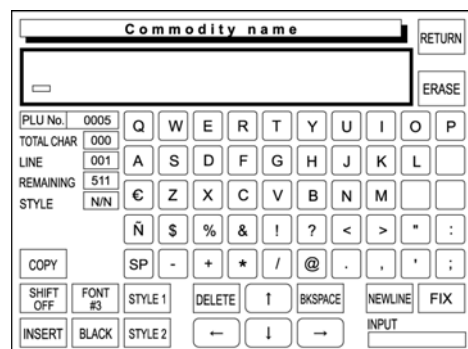 Commodity name
RETURN
ERASE
PLU No. 0005
TOTAL CHAR 000
LINE 001
REMAINING 511
STYLE N/N
Q W E R T Y U I O P
A S D F G H J K L
€ Z X C V B N M
Ñ $ % & ! ? < > " :
COPY SP - + * / @ . , ' ;
SHIFT OFF FONT #3 STYLE 1 DELETE ↑ BKSPACE NEWLINE FIX
INSERT BLACK STYLE 2 ← ↓ → INPUT